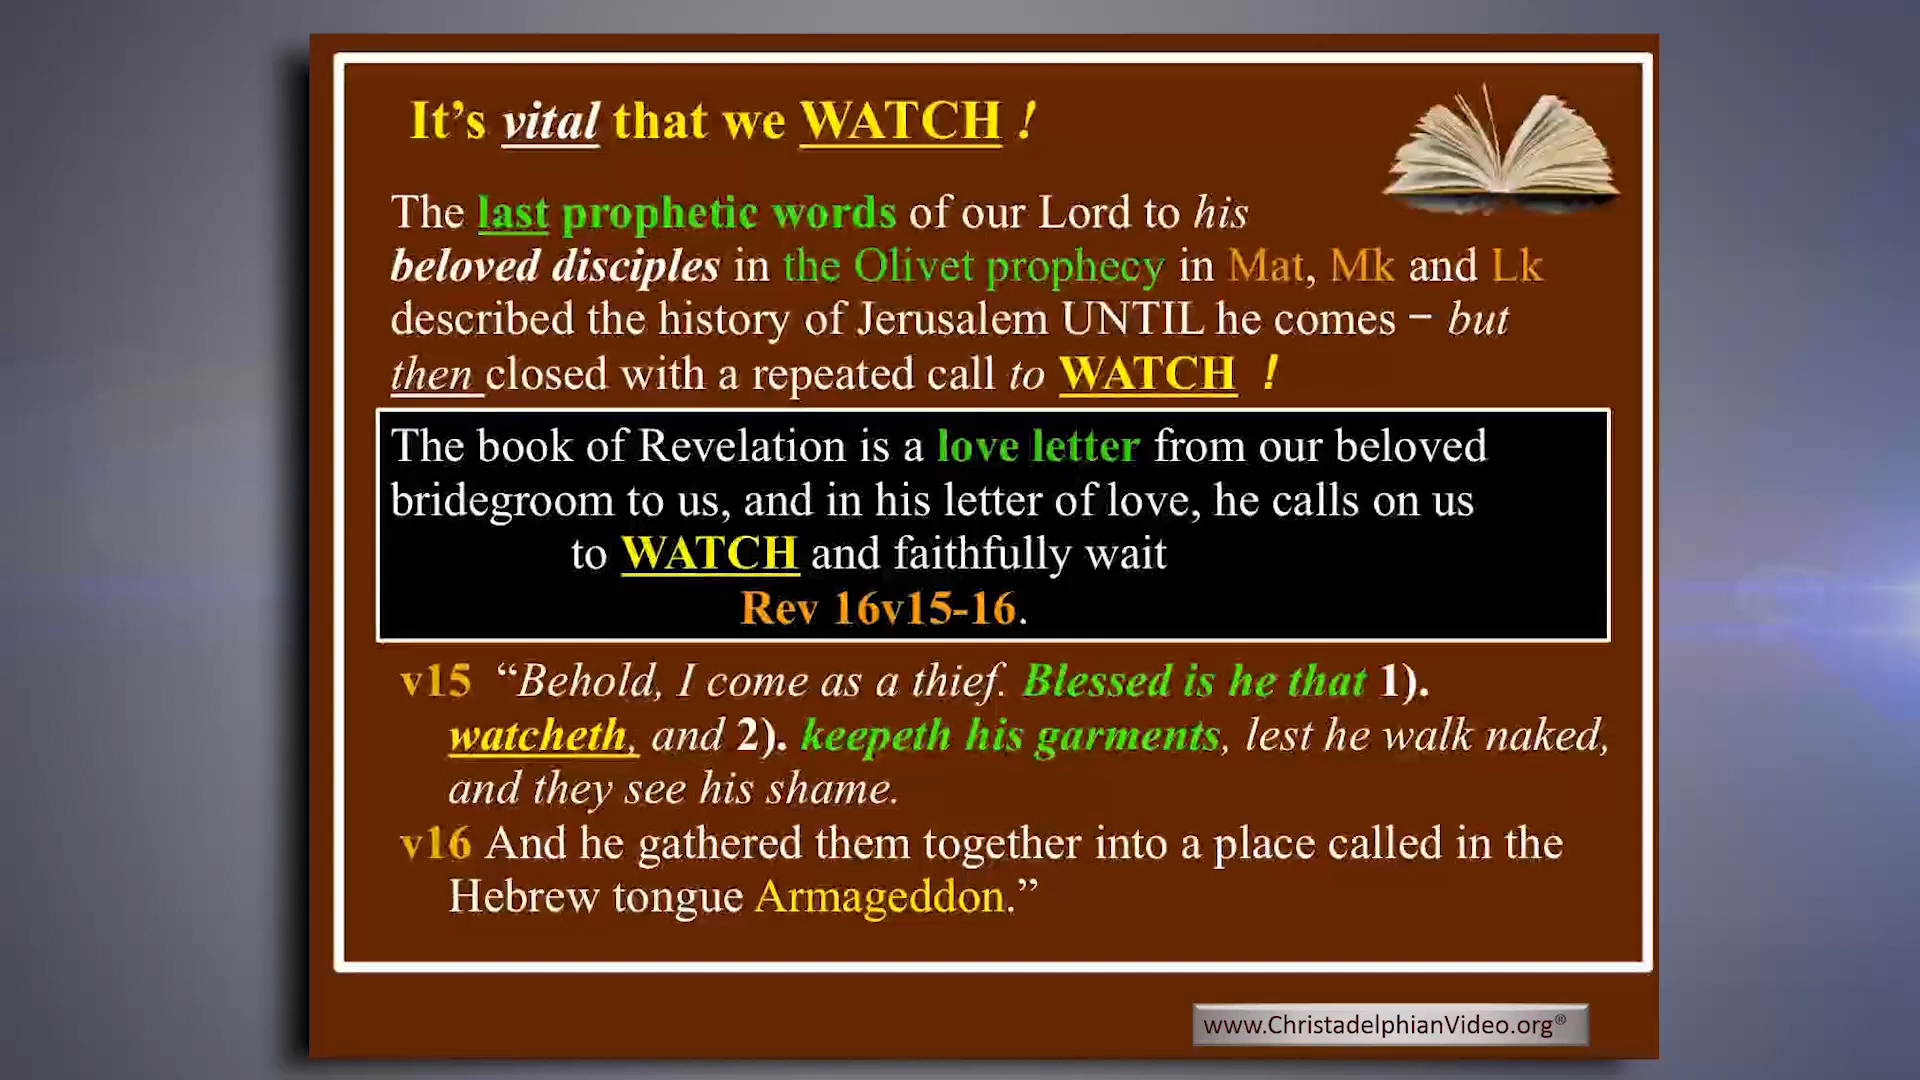 It’s vital that we WATCH !
The last prophetic words of our Lord to his
beloved disciples in the Olivet prophecy in Mat, Mk and Lk
described the history of Jerusalem UNTIL he comes – but
then closed with a repeated call to WATCH !
The book of Revelation is a love letter from our beloved
bridegroom to us, and in his letter of love, he calls on us
to WATCH and faithfully wait
Rev 16v15-16.
v15 “Behold, I come as a thief. Blessed is he that 1).
watcheth, and 2). keepeth his garments, lest he walk naked,
and they see his shame.
v16 And he gathered them together into a place called in the
Hebrew tongue Armageddon.”
www.ChristadelphianVideo.org®